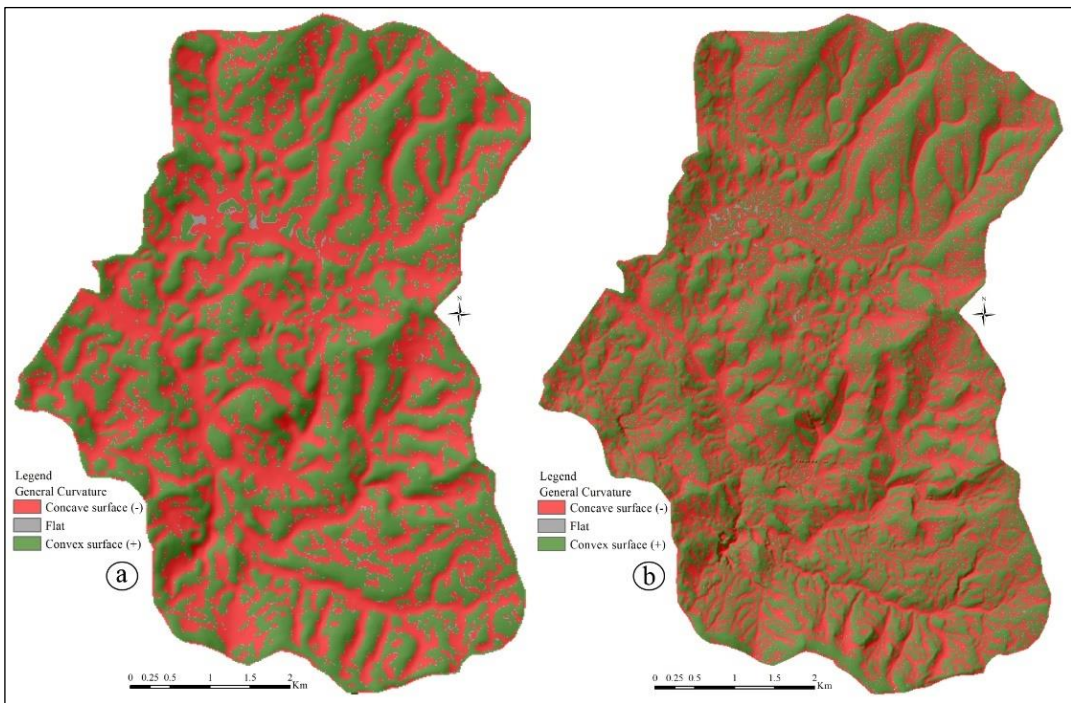 N
Legend
General Curvature
Concave surface (-)
Flat
Convex surface (+)
a
0 0.25 0.5 1 1.5 2
Km
N
Legend
General Curvature
Concave surface (-)
Flat
Convex surface (+)
b
0 0.25 0.5 1 1.5 2
Km